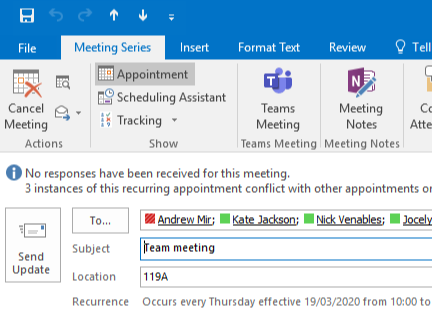 File Meeting Series Insert Format Text Review Tell
Cancel Meeting
Actions
Appointment
Scheduling Assistant
Tracking
Show
Teams Meeting
Teams Meeting
Meeting Notes
Meeting Notes
Co
Atte
No responses have been received for this meeting.
3 instances of this recurring appointment conflict with other appointments or
Send Update
To... Andrew Mir; Kate Jackson; Nick Venables; Jocely
Subject Team meeting
Location 119A
Recurrence Occurs every Thursday effective 19/03/2020 from 10:00 to